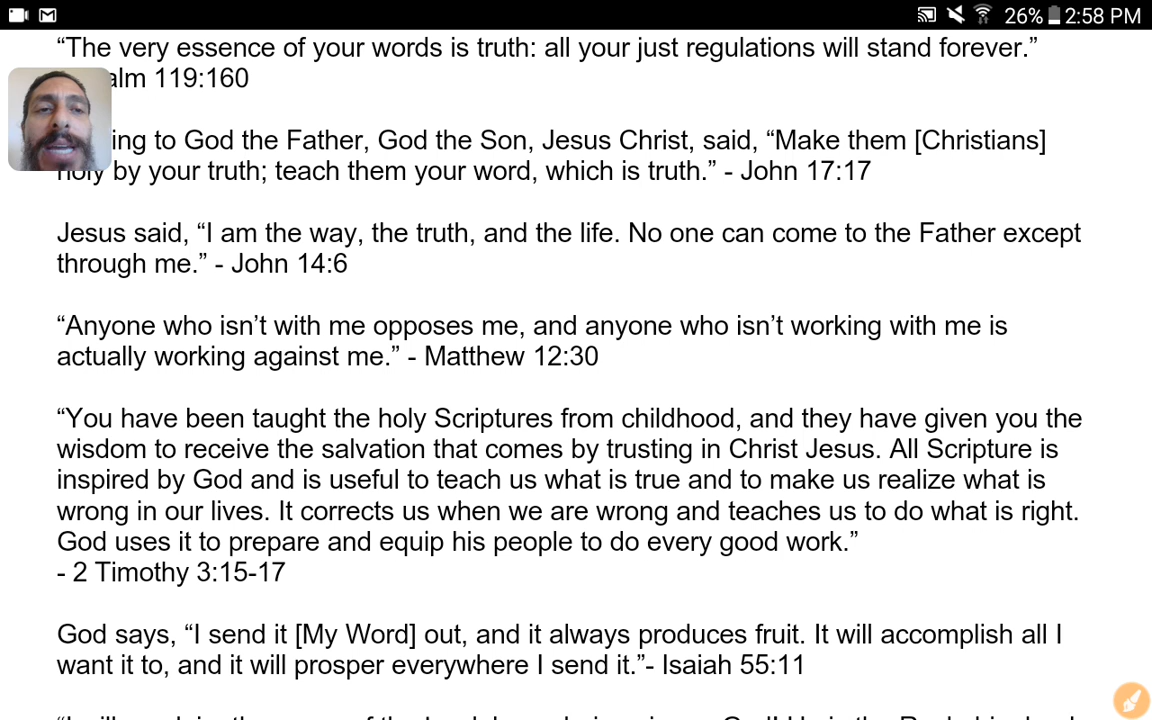 26% 2:58 PM
“The very essence of your words is truth: all your just regulations will stand forever.”
119:160
to God the Father, God the Son, Jesus Christ, said, “Make them [Christians]
holy by your truth; teach them your word, which is truth.” - John 17:17
Jesus said, “I am the way, the truth, and the life. No one can come to the Father except
through me.” - John 14:6
“Anyone who isn’t with me opposes me, and anyone who isn’t working with me is
actually working against me.” - Matthew 12:30
“You have been taught the holy Scriptures from childhood, and they have given you the
wisdom to receive the salvation that comes by trusting in Christ Jesus. All Scripture is
inspired by God and is useful to teach us what is true and to make us realize what is
wrong in our lives. It corrects us when we are wrong and teaches us to do what is right.
God uses it to prepare and equip his people to do every good work.”
- 2 Timothy 3:15-17
God says, “I send it [My Word] out, and it always produces fruit. It will accomplish all I
want it to, and it will prosper everywhere I send it.”- Isaiah 55:11